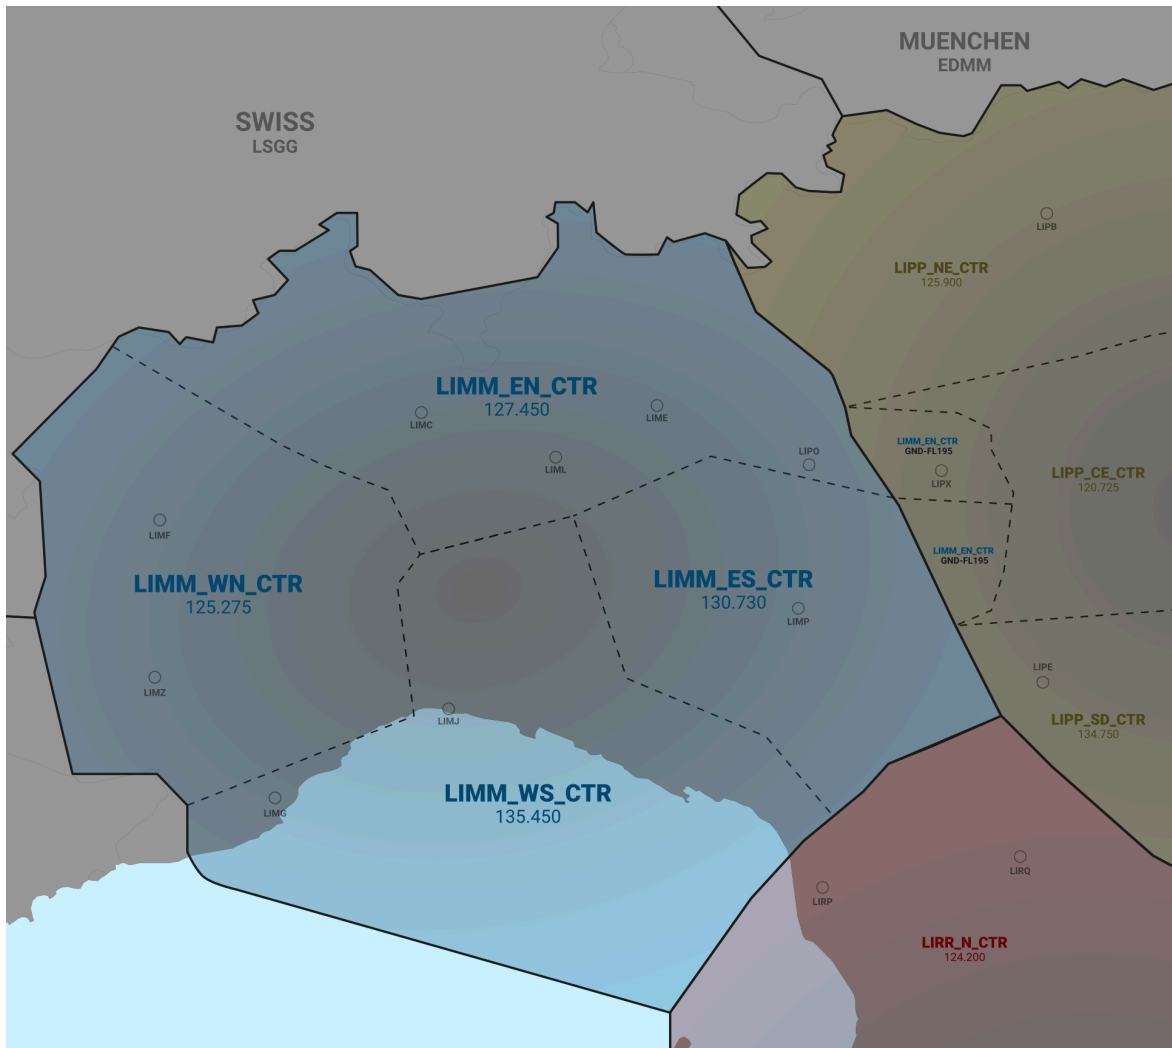 MUENCHEN
EDMM
SWISS
LSGG
LIPB
LIPP_NE_CTR
125.900
LIMM_EN_CTR
127.450
LIMC
LIME
LIML
LIPO
LIMM_EN_CTR
GND-FL195
LIPX
LIPP_CE_CTR
120.725
LIMF
LIMM_EN_CTR
GND-FL195
LIMM_WN_CTR
125.275
LIMM_ES_CTR
130.730
LIMP
LIMZ
LIPE
LIMJ
LIPP_SD_CTR
134.750
LIMG
LIMM_WS_CTR
135.450
LIRQ
LIRP
LIRR_N_CTR
124.200